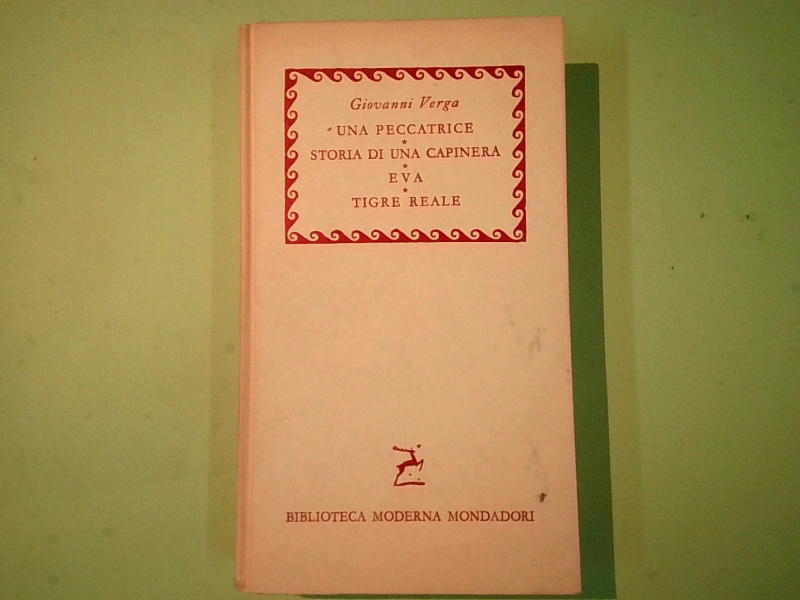 Giovanni Verga
UNA PECCATRICE
*
STORIA DI UNA CAPINERA
*
EVA
*
TIGRE REALE
BIBLIOTECA MODERNA MONDADORI